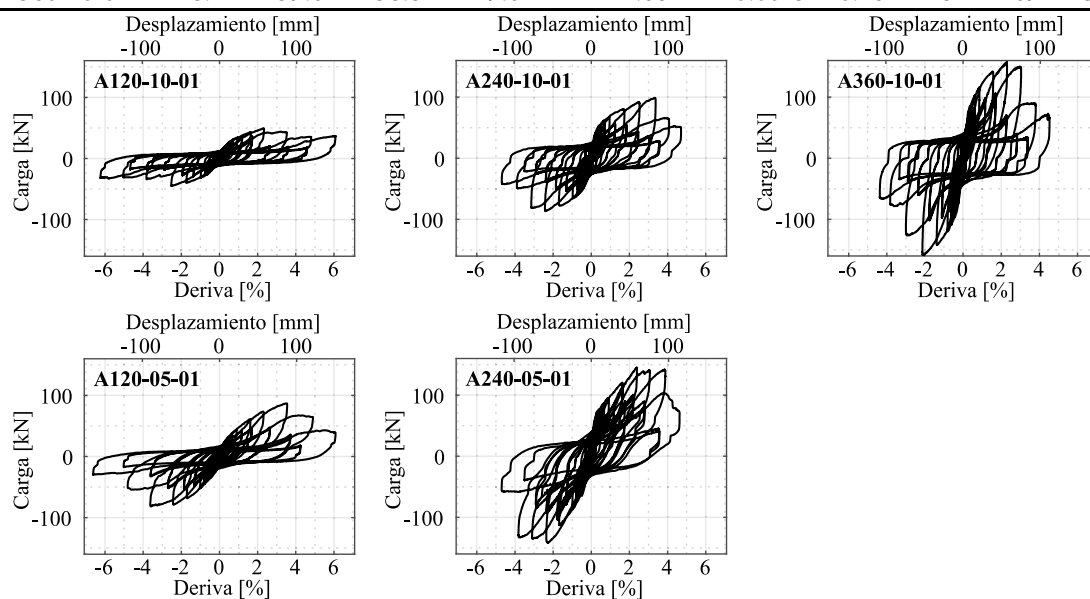 Desplazamiento [mm] Desplazamiento [mm] Desplazamiento [mm]
-100 0 100 -100 0 100 -100 0 100
A120-10-01 A240-10-01 A360-10-01
100 100 100
Carga [kN] Carga [kN] Carga [kN]
0 0 0
-100 -100 -100
-6 -4 -2 0 2 4 6 -6 -4 -2 0 2 4 6 -6 -4 -2 0 2 4 6
Deriva [%] Deriva [%] Deriva [%]
Desplazamiento [mm] Desplazamiento [mm]
-100 0 100 -100 0 100
A120-05-01 A240-05-01
100 100
Carga [kN] Carga [kN]
0 0
-100 -100
-6 -4 -2 0 2 4 6 -6 -4 -2 0 2 4 6
Deriva [%] Deriva [%]